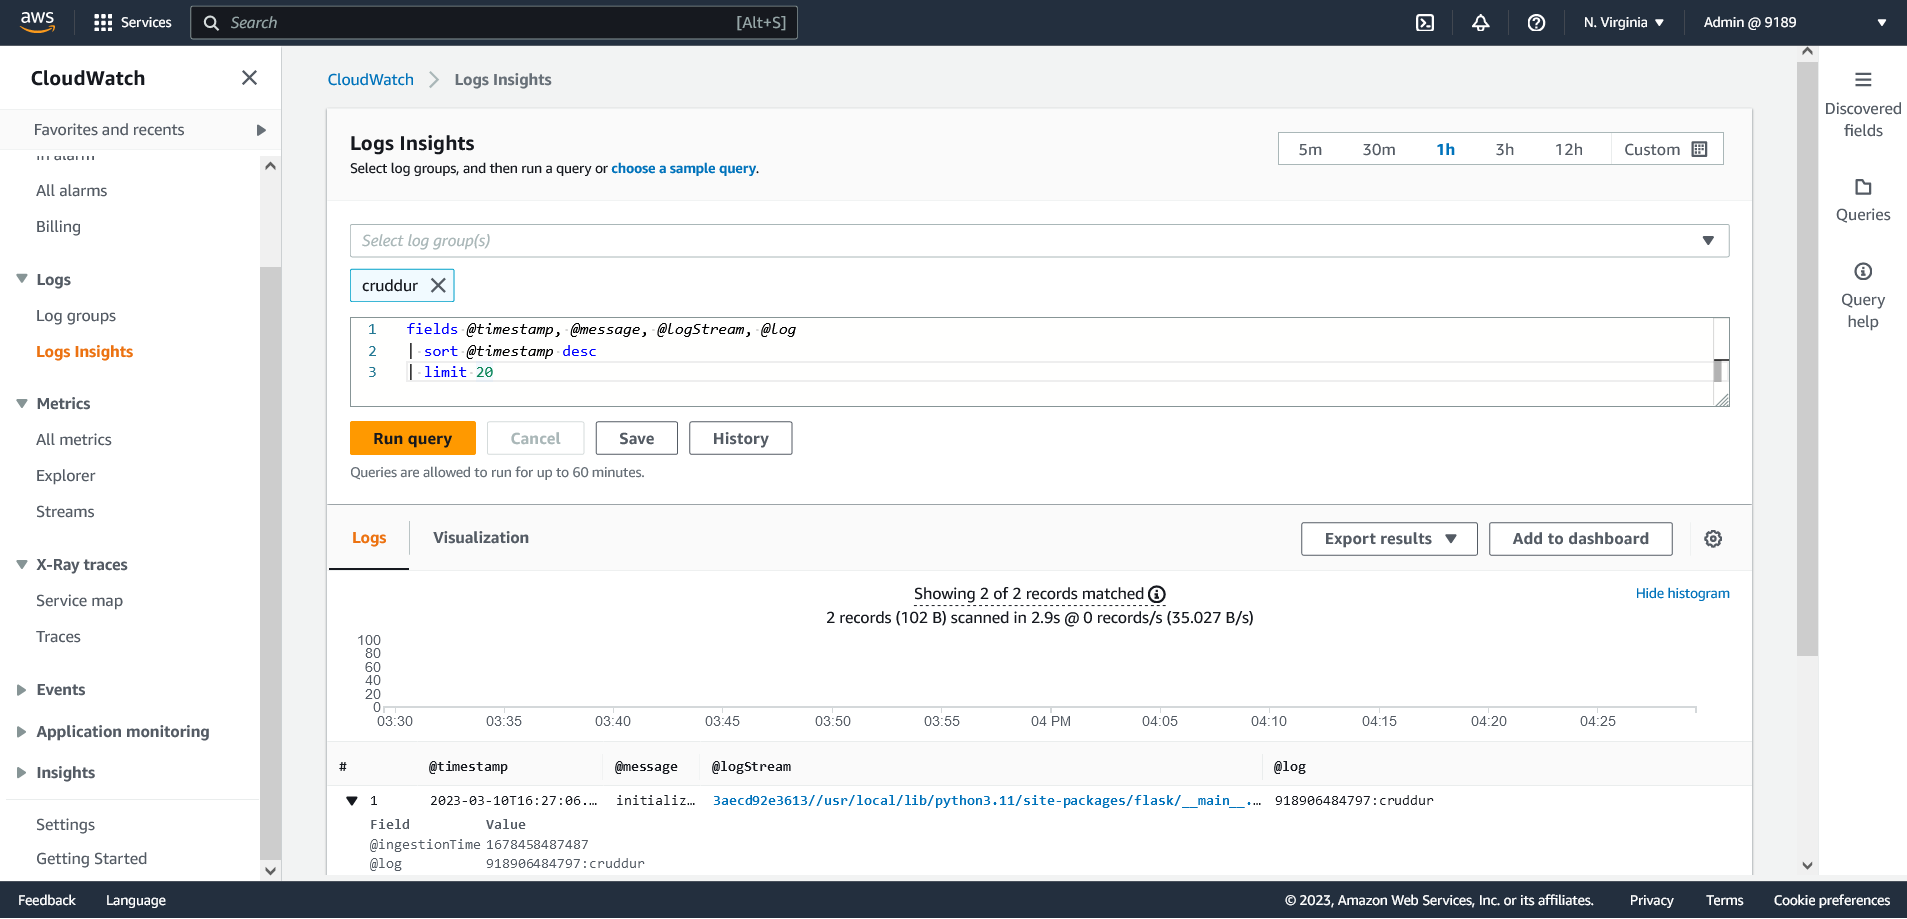 aws
Services
Search
[Alt+S]
N. Virginia
Admin @ 9189
CloudWatch
Favorites and recents
In alarm
All alarms
Billing
Logs
Log groups
Logs Insights
Metrics
All metrics
Explorer
Streams
X-Ray traces
Service map
Traces
Events
Application monitoring
Insights
Settings
Getting Started
CloudWatch
Logs Insights
Logs Insights
Select log groups, and then run a query or choose a sample query.
5m 30m 1h 3h 12h Custom
Select log group(s)
cruddur
1 fields @timestamp, @message, @logStream, @log
2 | sort @timestamp desc
3 | limit 20
Run query Cancel Save History
Queries are allowed to run for up to 60 minutes.
Logs Visualization
Export results Add to dashboard
Showing 2 of 2 records matched
Hide histogram
2 records (102 B) scanned in 2.9s @ 0 records/s (35.027 B/s)
100
80
60
40
20
0
03:30 03:35 03:40 03:45 03:50 03:55 04 PM 04:05 04:10 04:15 04:20 04:25
# @timestamp @message @logStream @log
1 2023-03-10T16:27:06.… initializ… 3aecd92e3613//usr/local/lib/python3.11/site-packages/flask/__main__.… 918906484797:cruddur
Field Value
@ingestionTime 1678458487487
@log 918906484797:cruddur
Discovered
fields
Queries
Query
help
Feedback Language
© 2023, Amazon Web Services, Inc. or its affiliates. Privacy Terms Cookie preferences